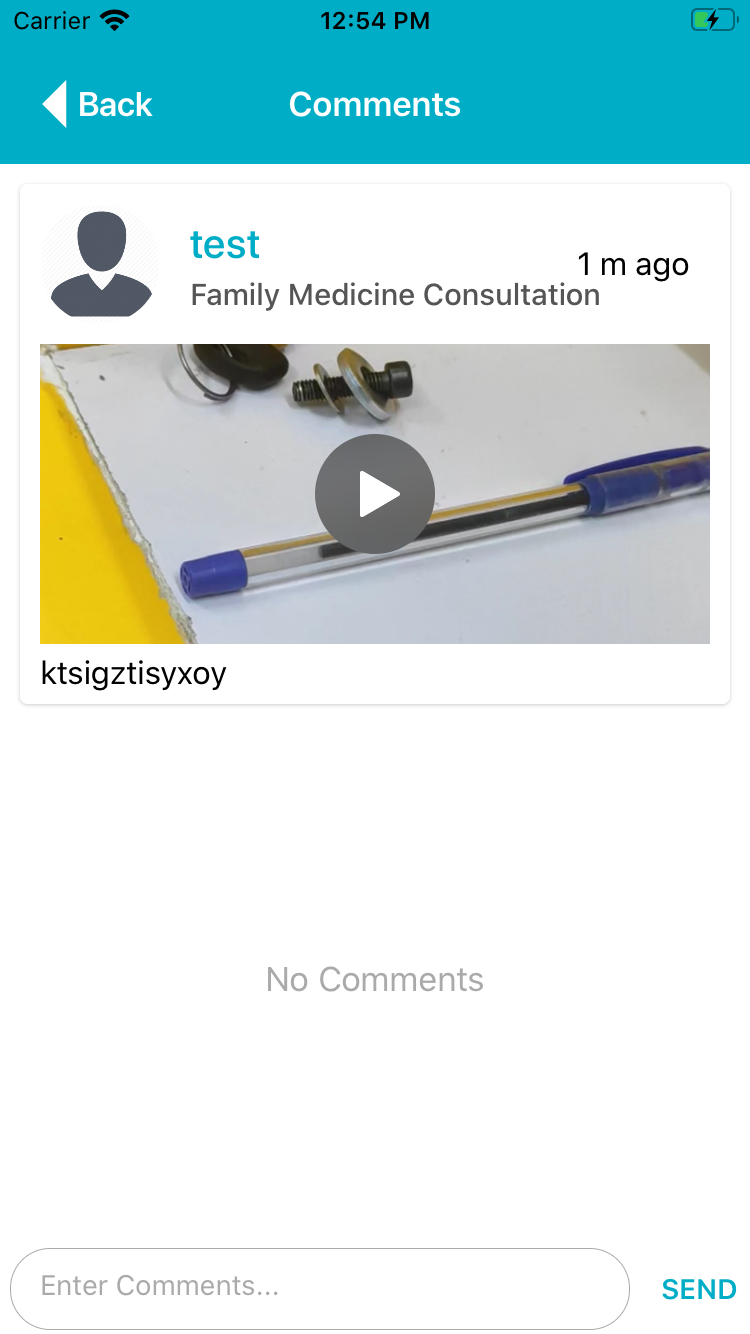 Carrier 12:54 PM
Back Comments
test
1 m ago
Family Medicine Consultation
ktsigztisyxoy
No Comments
Enter Comments...
SEND